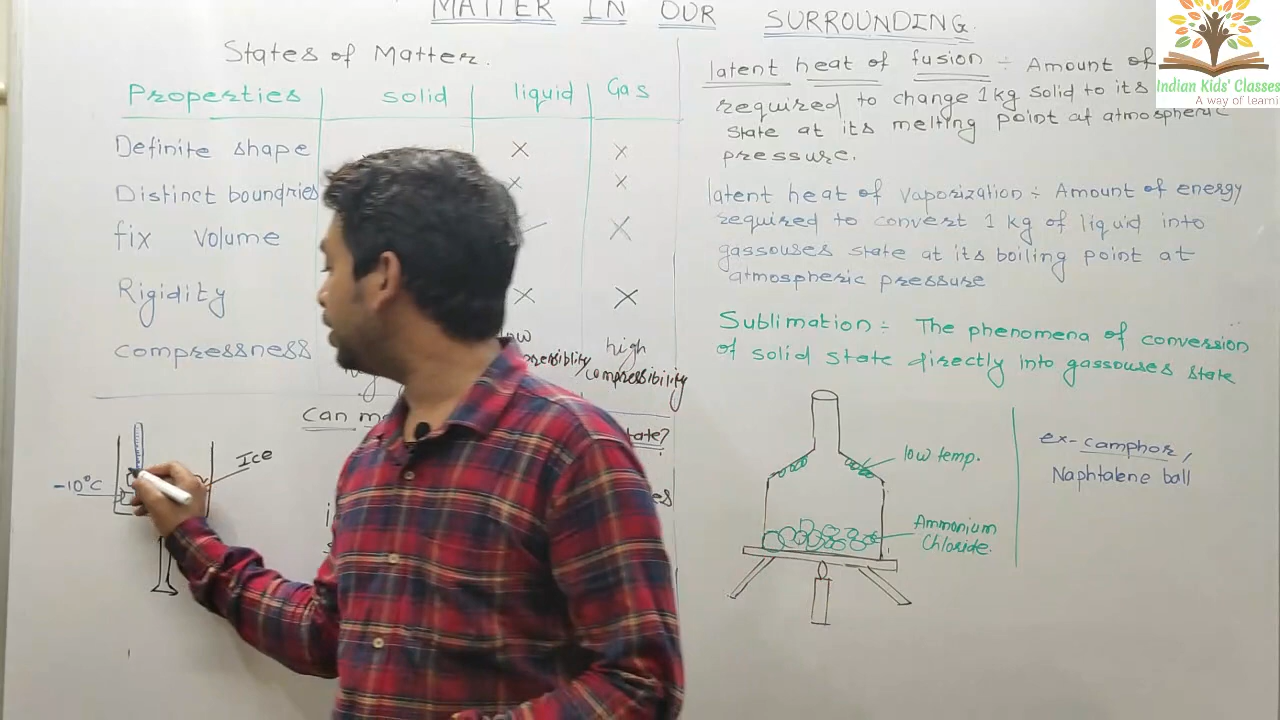 MATTER IN OUR SURROUNDING.
States of Matter.
Properties solid liquid Gas
Definite shape × ×
Distinct boundries × ×
fix volume ×
Rigidity × ×
compressness high
compressibility
Can
tate?
-10°C
Ice
latent heat of fusion ÷ Amount of
required to change 1kg solid to its
state at its melting point at atmospheric
pressure.
latent heat of vaporization ÷ Amount of energy
required to convert 1 kg of liquid into
gassouses state at its boiling point at
atmospheric pressure
Sublimation ÷ The phenomena of conversion
of solid state directly into gassouses state
low temp.
Ammonium
Chloride.
ex- camphor,
Naphtalene ball
Indian Kids' Classes
A way of learni